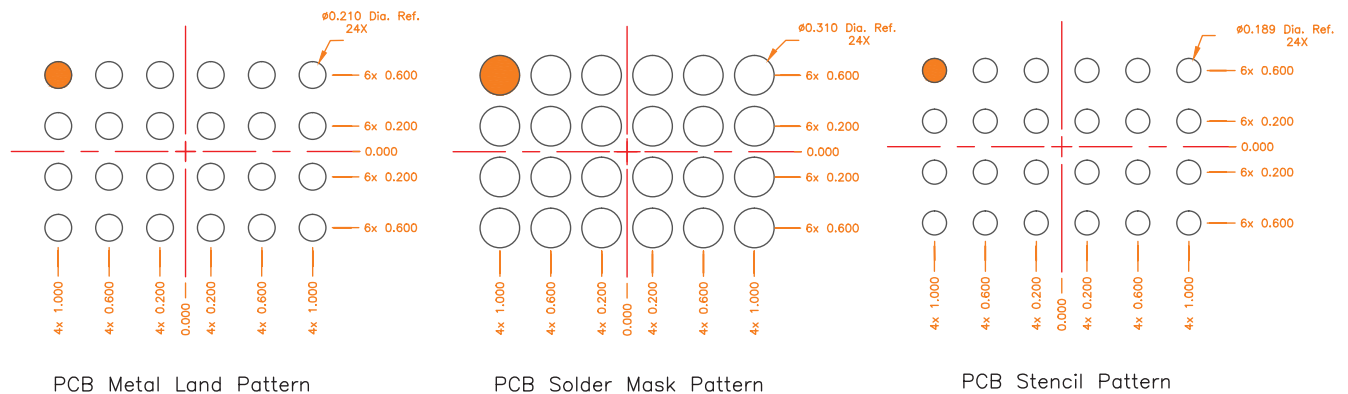 ø0.210 Dia. Ref.
24X
6x 0.600
6x 0.200
0.000
6x 0.200
6x 0.600
4x 1.000
4x 0.600
4x 0.200
0.000
4x 0.200
4x 0.600
4x 1.000
PCB Metal Land Pattern
ø0.310 Dia. Ref.
24X
6x 0.600
6x 0.200
0.000
6x 0.200
6x 0.600
4x 1.000
4x 0.600
4x 0.200
0.000
4x 0.200
4x 0.600
4x 1.000
PCB Solder Mask Pattern
ø0.189 Dia. Ref.
24X
6x 0.600
6x 0.200
0.000
6x 0.200
6x 0.600
4x 1.000
4x 0.600
4x 0.200
0.000
4x 0.200
4x 0.600
4x 1.000
PCB Stencil Pattern